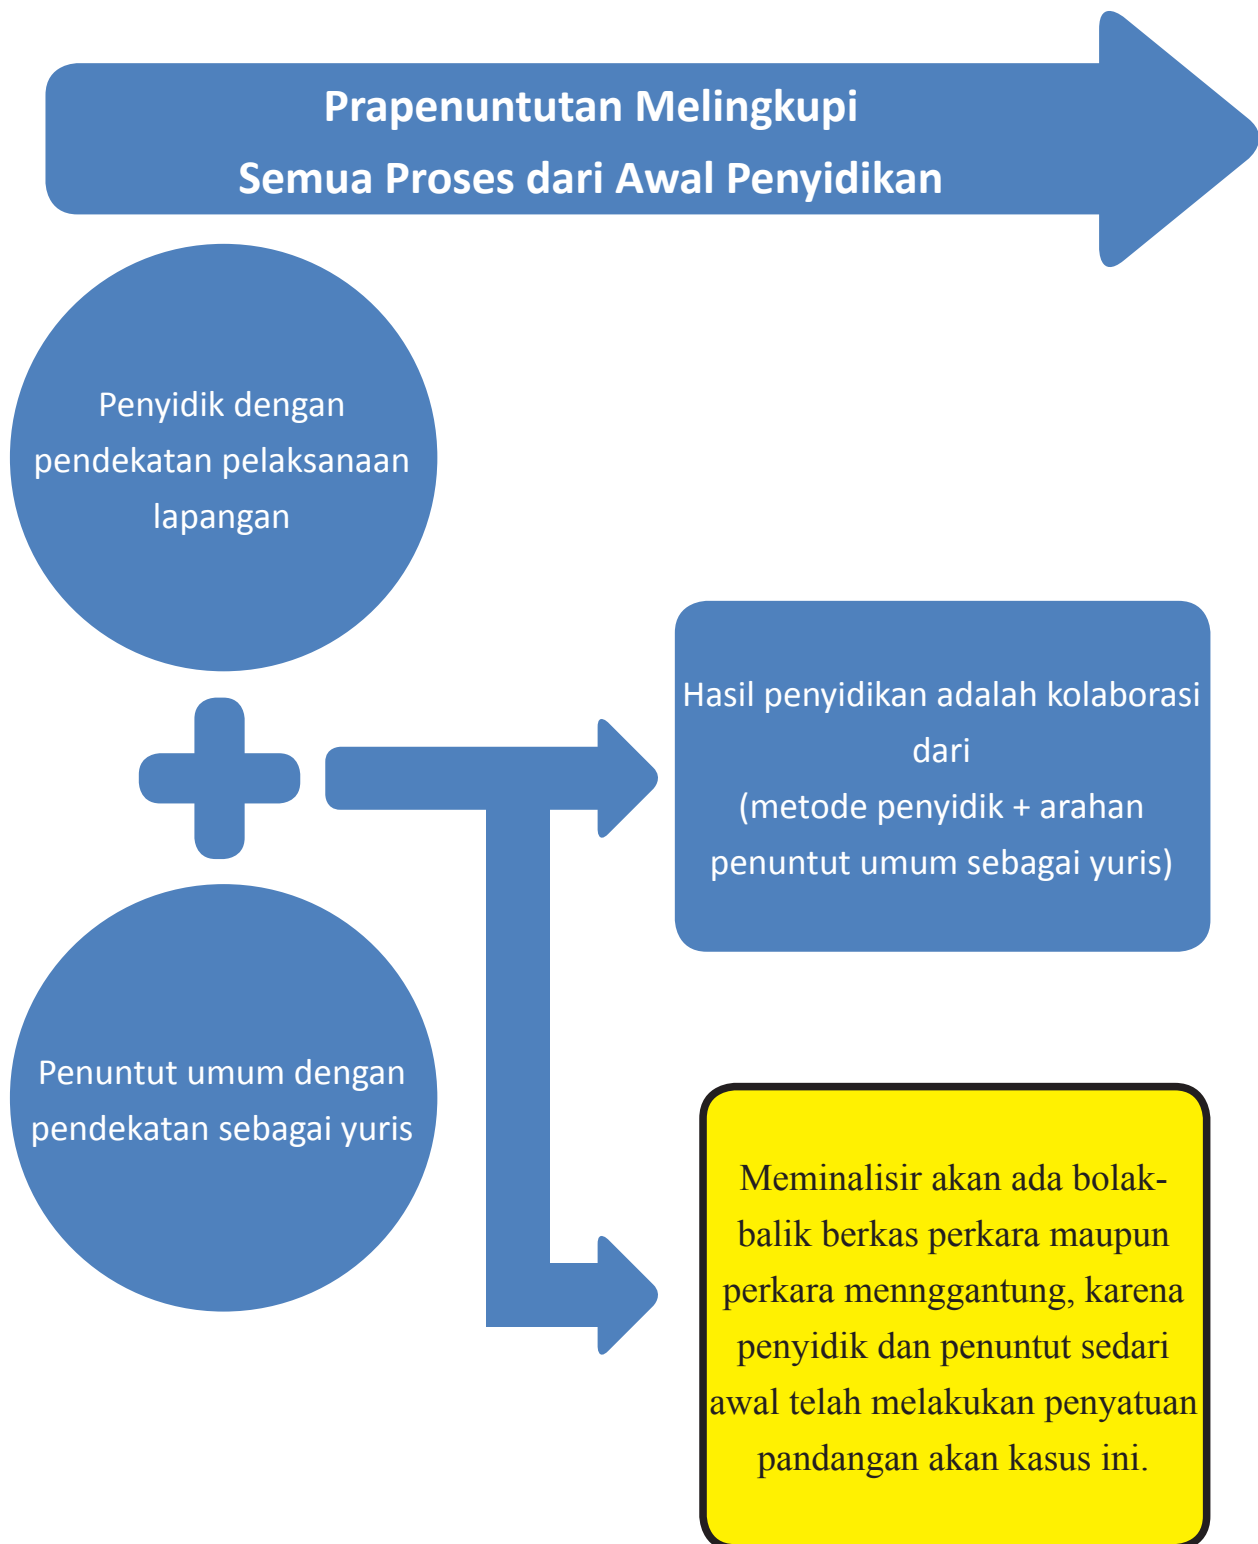 Prapenuntutan Melingkupi
Semua Proses dari Awal Penyidikan
Penyidik dengan
pendekatan pelaksanaan
lapangan
Hasil penyidikan adalah kolaborasi
dari
(metode penyidik + arahan
penuntut umum sebagai yuris)
Penuntut umum dengan
pendekatan sebagai yuris
Meminalisir akan ada bolak-
balik berkas perkara maupun
perkara mennggantung, karena
penyidik dan penuntut sedari
awal telah melakukan penyatuan
pandangan akan kasus ini.